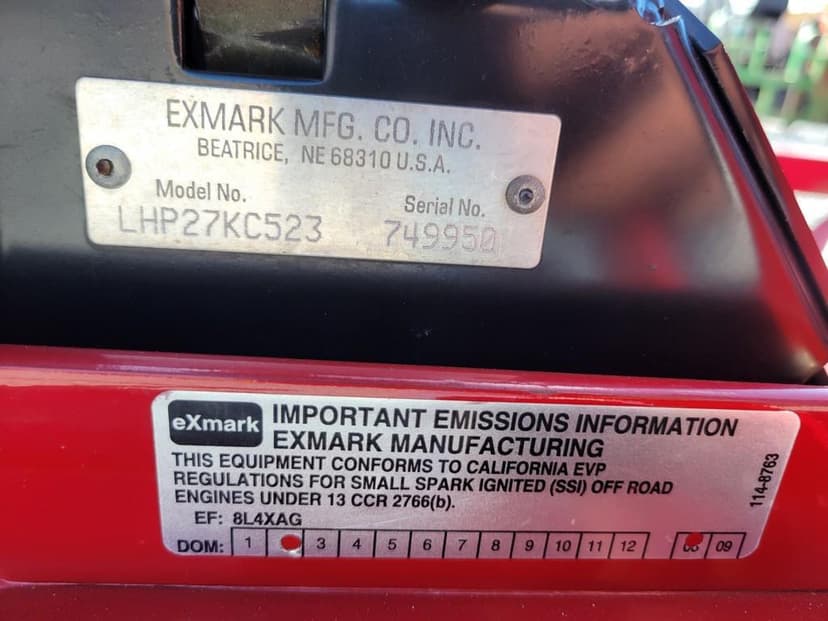 EXMARK MFG. CO. INC.
BEATRICE, NE 68310 U.S.A.
Model No. Serial No.
LHP27KC523 749950
eXmark IMPORTANT EMISSIONS INFORMATION
EXMARK MANUFACTURING
THIS EQUIPMENT CONFORMS TO CALIFORNIA EVP
REGULATIONS FOR SMALL SPARK IGNITED (SSI) OFF ROAD
ENGINES UNDER 13 CCR 2766(b).
EF: 8L4XAG
DOM: 1 3 4 5 6 7 8 9 10 11 12 09
114-8763